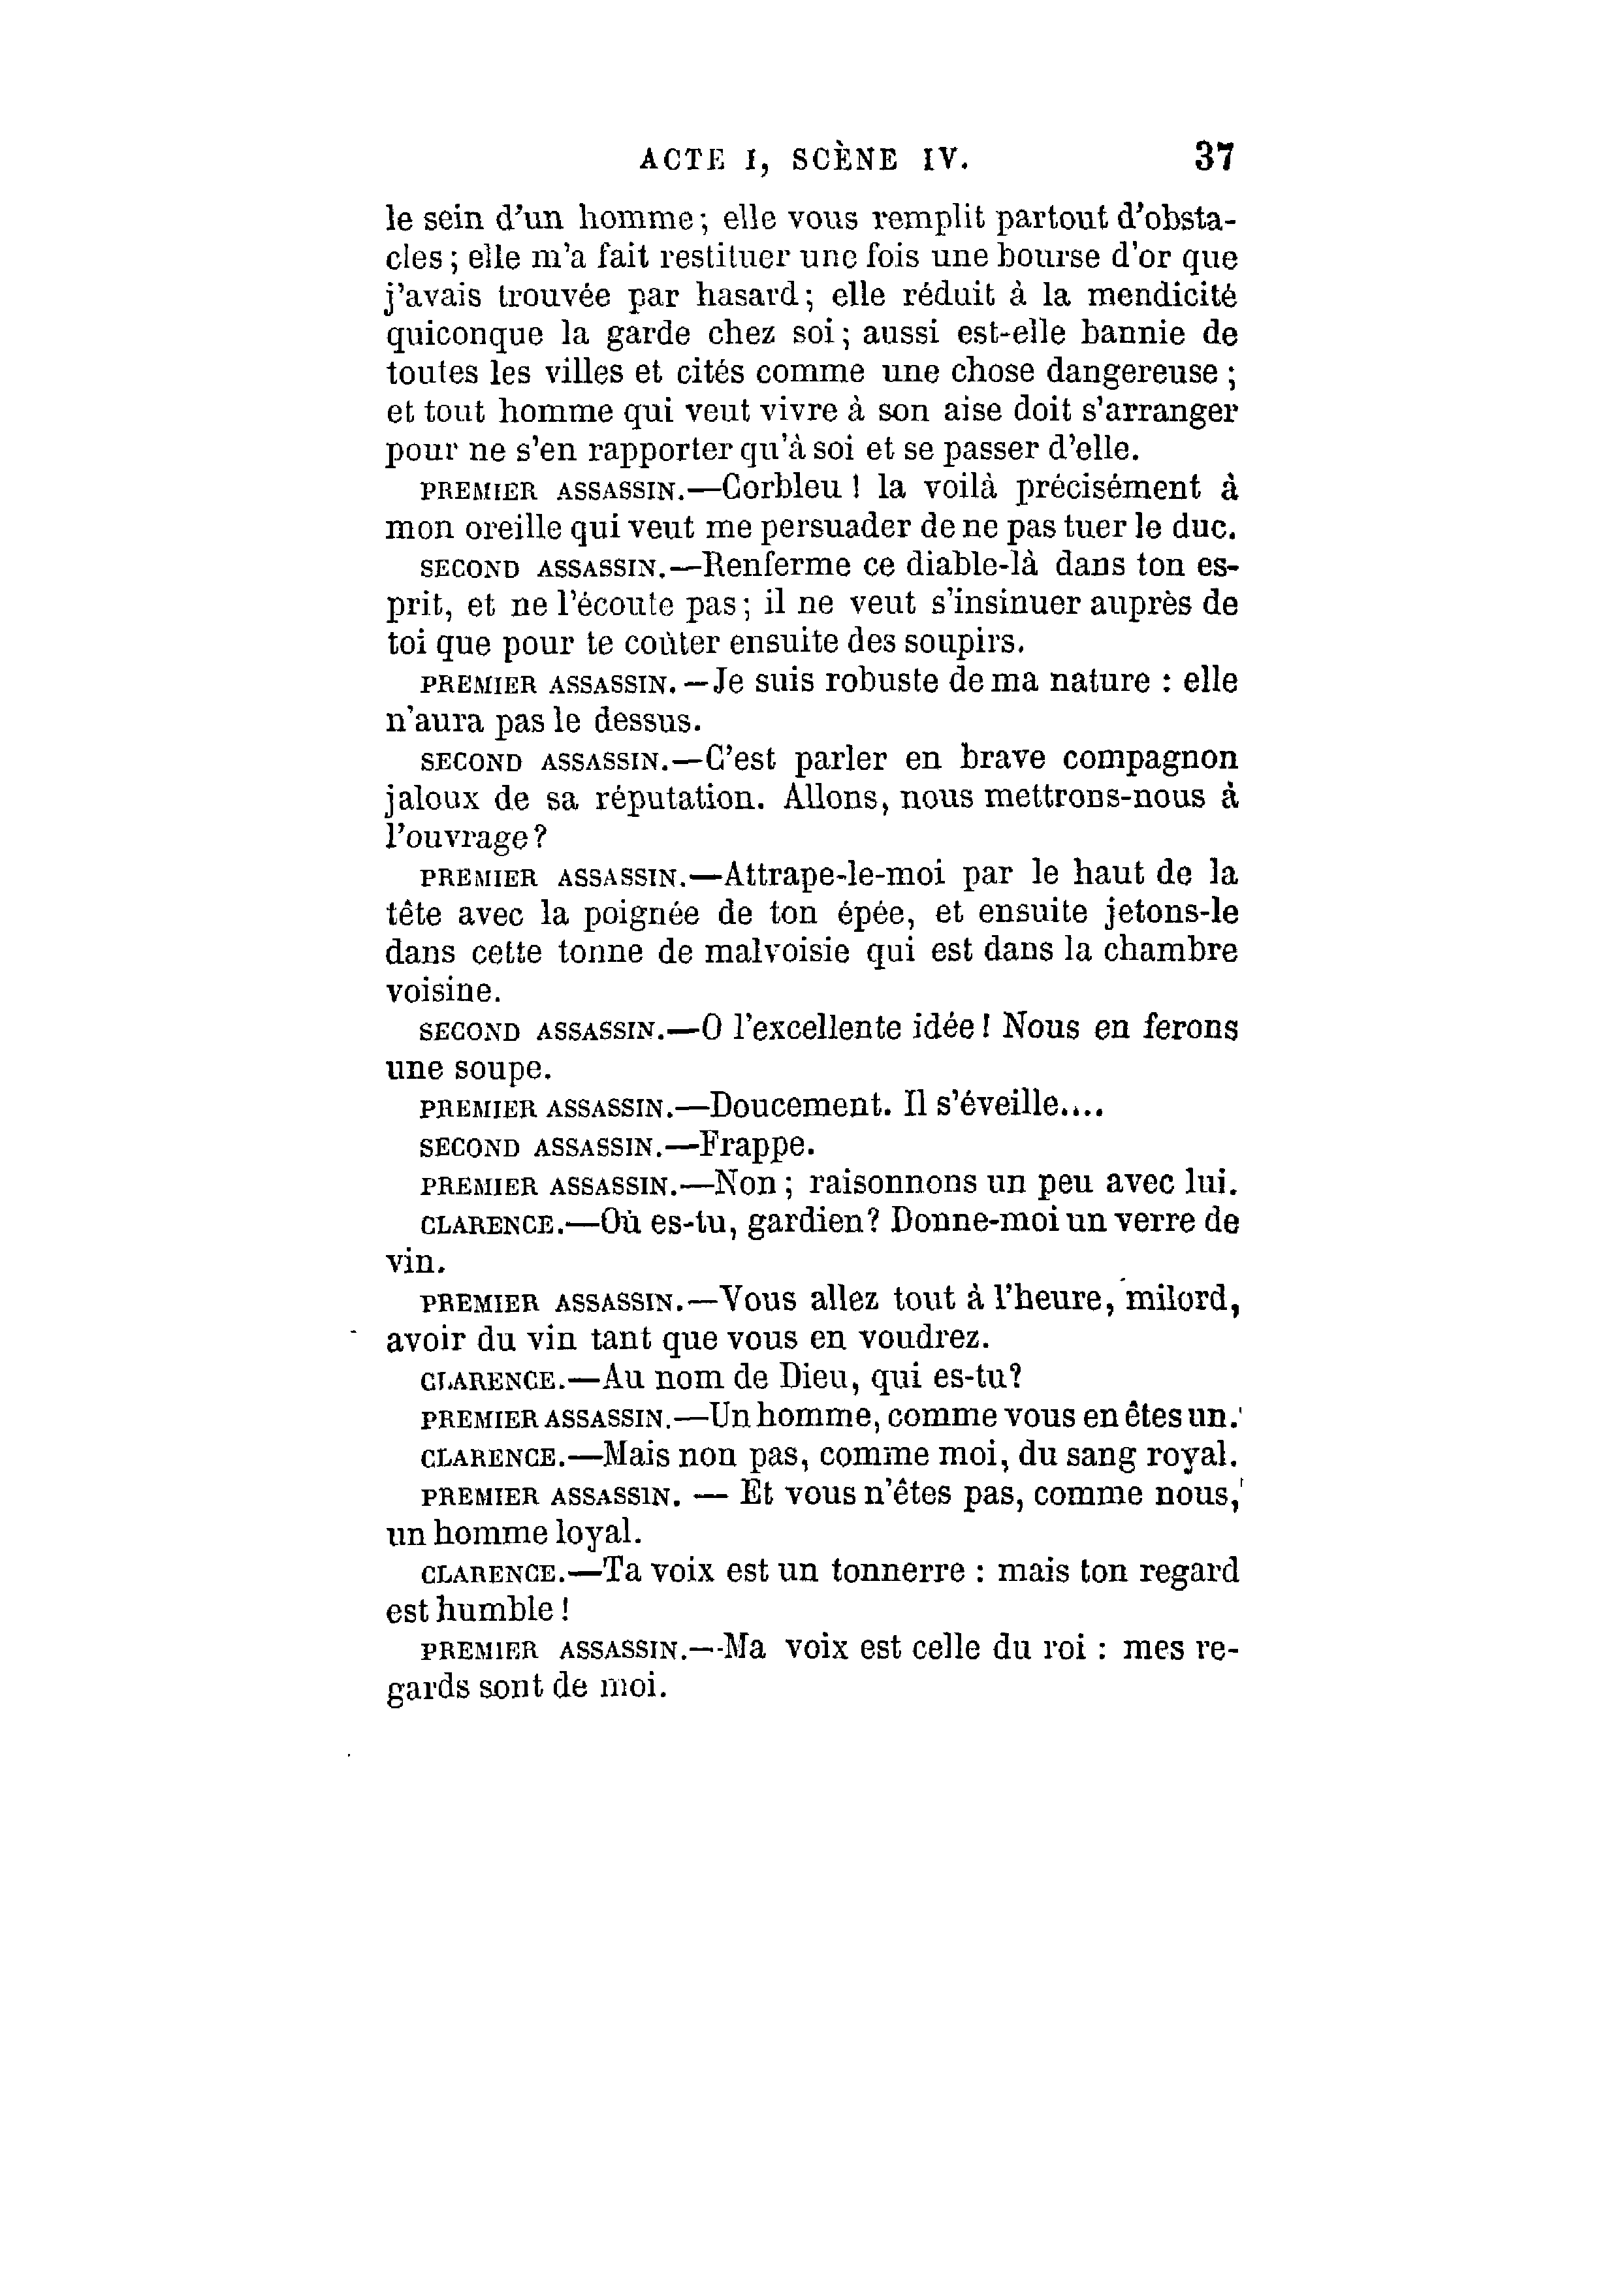 ACTE I, SCÈNE IV. 37
le sein d'un homme; elle vous remplit partout d'obsta-
cles; elle m'a fait restituer une fois une bourse d'or que
j'avais trouvée par hasard; elle réduit à la mendicité
quiconque la garde chez soi; aussi est-elle bannie de
toutes les villes et cités comme une chose dangereuse;
et tout homme qui veut vivre à son aise doit s'arranger
pour ne s'en rapporter qu'à soi et se passer d'elle.
PREMIER ASSASSIN.—Corbleu! la voilà précisément à
mon oreille qui veut me persuader de ne pas tuer le duc.
SECOND ASSASSIN.—Renferme ce diable-là dans ton es-
prit, et ne l'écoute pas; il ne veut s'insinuer auprès de
toi que pour te coûter ensuite des soupirs.
PREMIER ASSASSIN.—Je suis robuste de ma nature : elle
n'aura pas le dessus.
SECOND ASSASSIN.—C'est parler en brave compagnon
jaloux de sa réputation. Allons, nous mettrons-nous à
l'ouvrage?
PREMIER ASSASSIN.—Attrape-le-moi par le haut de la
tête avec la poignée de ton épée, et ensuite jetons-le
dans cette tonne de malvoisie qui est dans la chambre
voisine.
SECOND ASSASSIN.—O l'excellente idée! Nous en ferons
une soupe.
PREMIER ASSASSIN.—Doucement. Il s'éveille....
SECOND ASSASSIN.—Frappe.
PREMIER ASSASSIN.—Non; raisonnons un peu avec lui.
CLARENCE.—Où es-tu, gardien? Donne-moi un verre de
vin.
PREMIER ASSASSIN.—Vous allez tout à l'heure, milord,
avoir du vin tant que vous en voudrez.
CLARENCE.—Au nom de Dieu, qui es-tu?
PREMIER ASSASSIN.—Un homme, comme vous en êtes un.
CLARENCE.—Mais non pas, comme moi, du sang royal.
PREMIER ASSASSIN. — Et vous n'êtes pas, comme nous,
un homme loyal.
CLARENCE.—Ta voix est un tonnerre : mais ton regard
est humble!
PREMIER ASSASSIN.—Ma voix est celle du roi : mes re-
gards sont de moi.